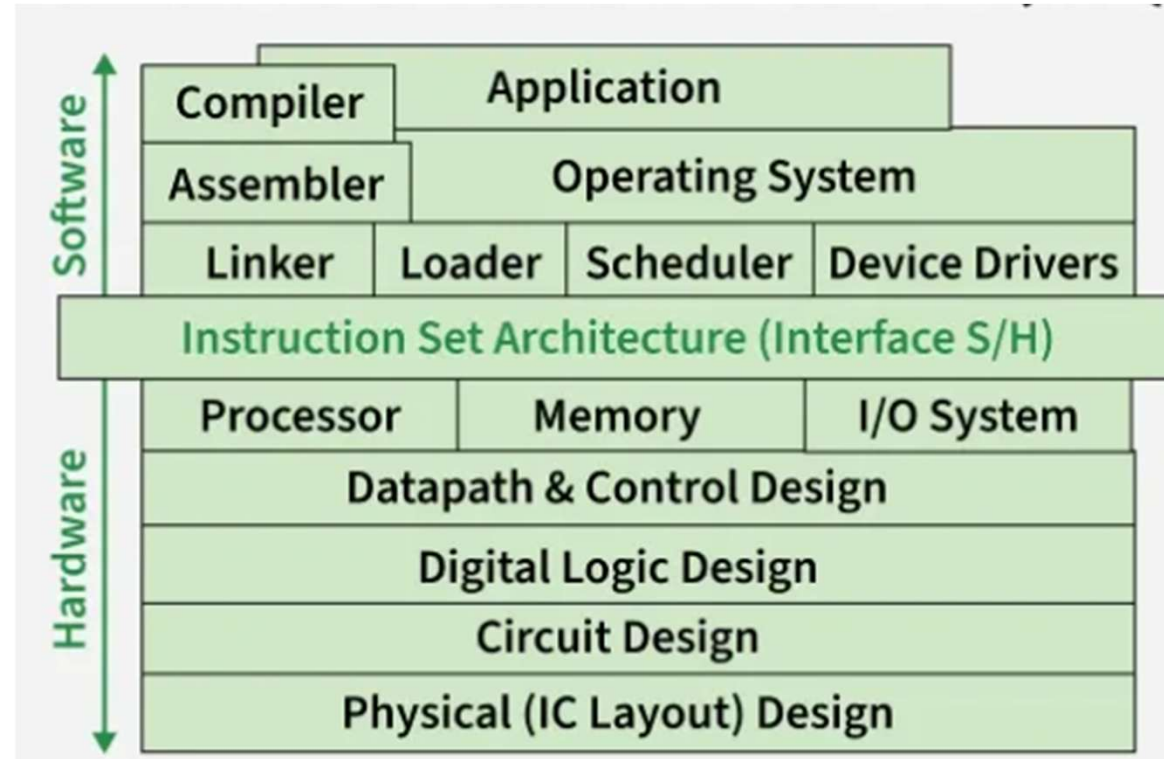 Application
Compiler
Assembler
Operating System
Linker
Loader
Scheduler
Device Drivers
Instruction Set Architecture (Interface S/H)
Processor
Memory
I/O System
Datapath & Control Design
Digital Logic Design
Circuit Design
Physical (IC Layout) Design
Software
Hardware